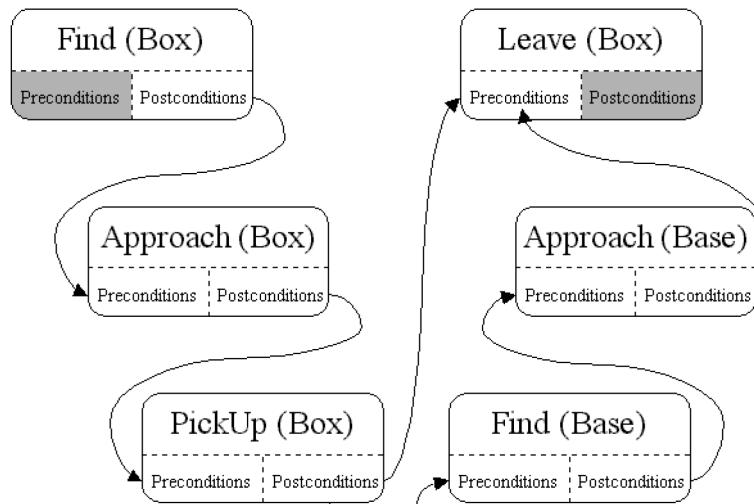 Find (Box)
Preconditions Postconditions
Leave (Box)
Preconditions Postconditions
Approach (Box)
Preconditions Postconditions
Approach (Base)
Preconditions Postconditions
PickUp (Box)
Preconditions Postconditions
Find (Base)
Preconditions Postconditions